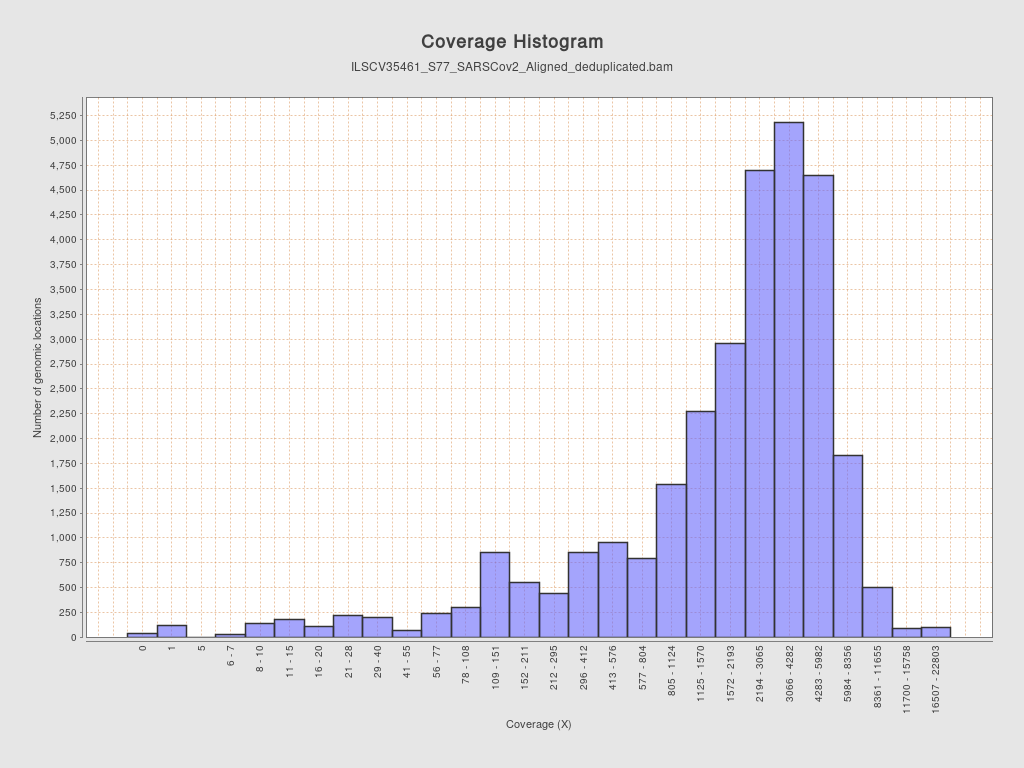 Coverage Histogram
ILSCV35461_S77_SARSCov2_Aligned_deduplicated.bam
Number of genomic locations
5,250
5,000
4,750
4,500
4,250
4,000
3,750
3,500
3,250
3,000
2,750
2,500
2,250
2,000
1,750
1,500
1,250
1,000
750
500
250
0
0
1
5
6 - 7
8 - 10
11 - 15
16 - 20
21 - 28
29 - 40
41 - 55
56 - 77
78 - 108
109 - 151
152 - 211
212 - 295
296 - 412
413 - 576
577 - 804
805 - 1124
1125 - 1570
1572 - 2193
2194 - 3065
3066 - 4282
4283 - 5982
5984 - 8356
8361 - 11655
11700 - 15758
16507 - 22803
Coverage (X)